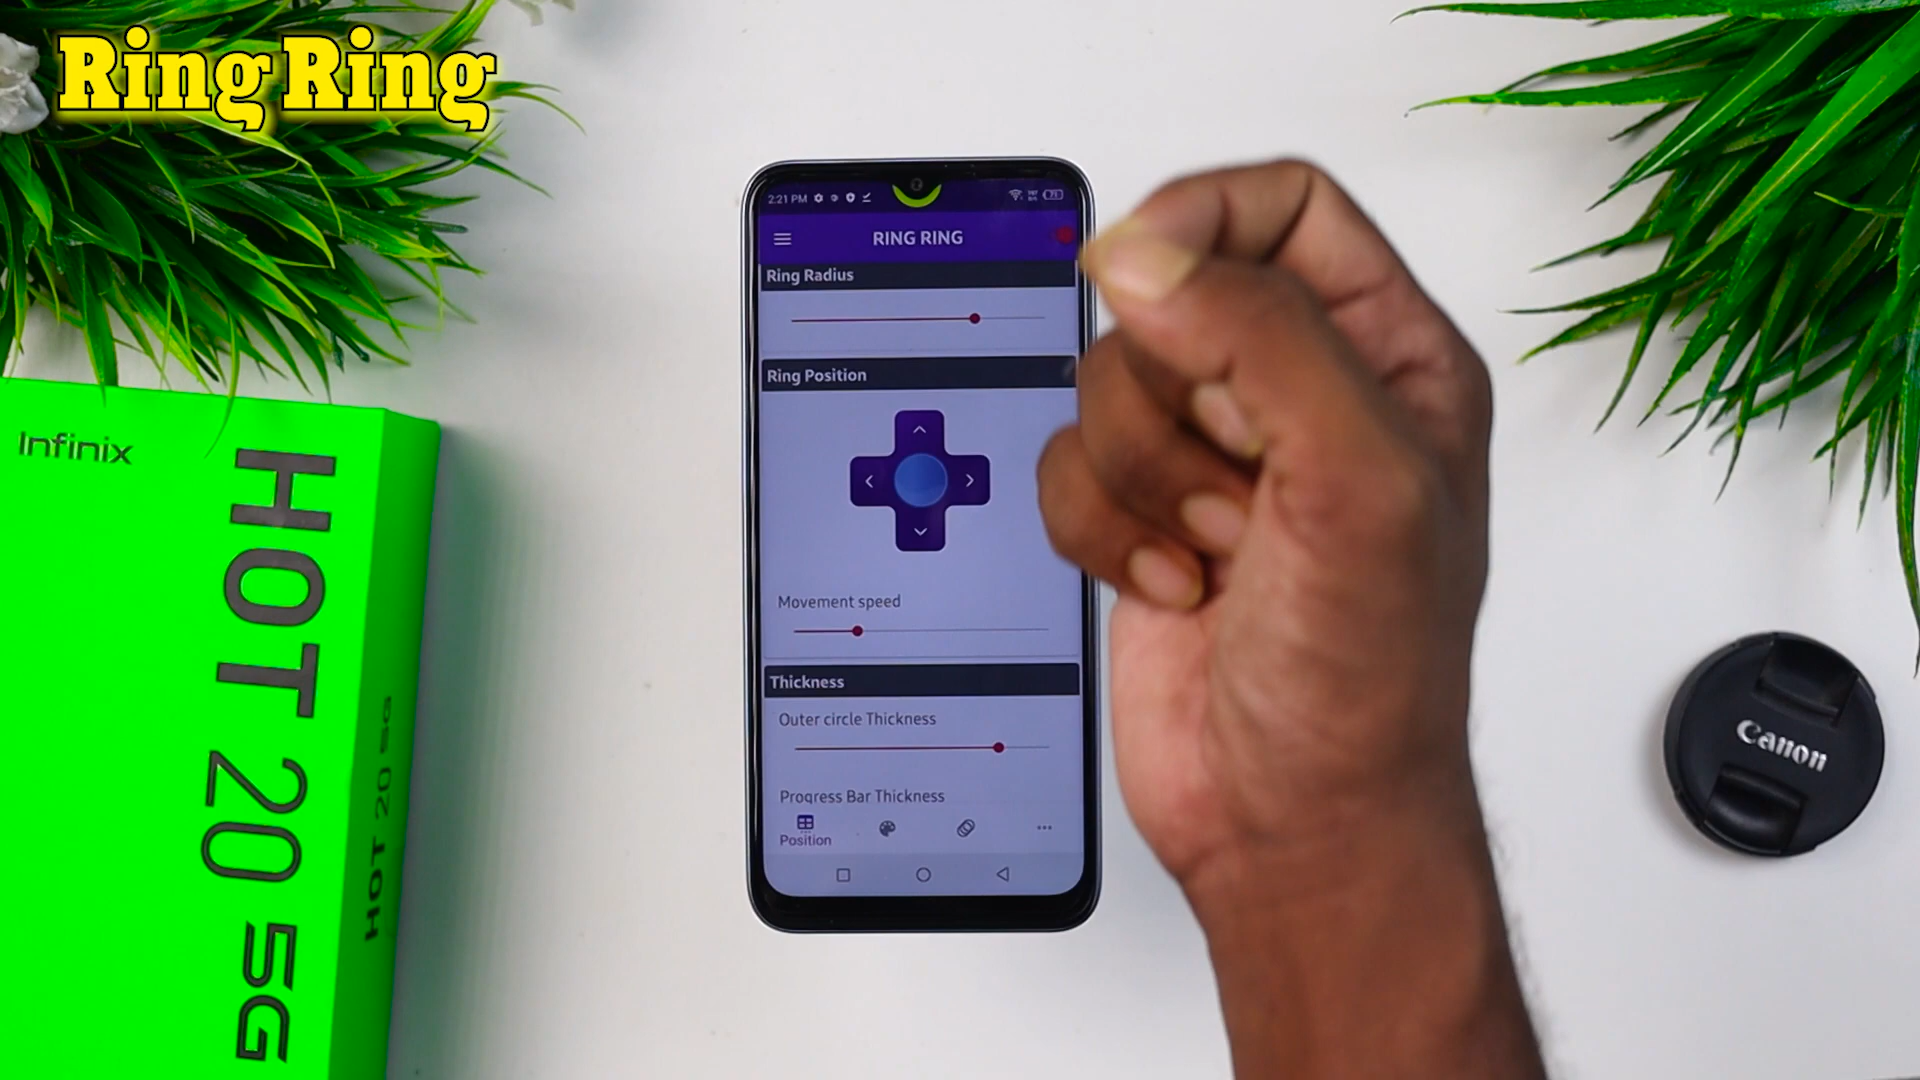 Ring Ring
Infinix
HOT 20 5G
HOT 20 5G
2:21 PM
71
RING RING
Ring Radius
Ring Position
Movement speed
Thickness
Outer circle Thickness
Progress Bar Thickness
Position
Canon